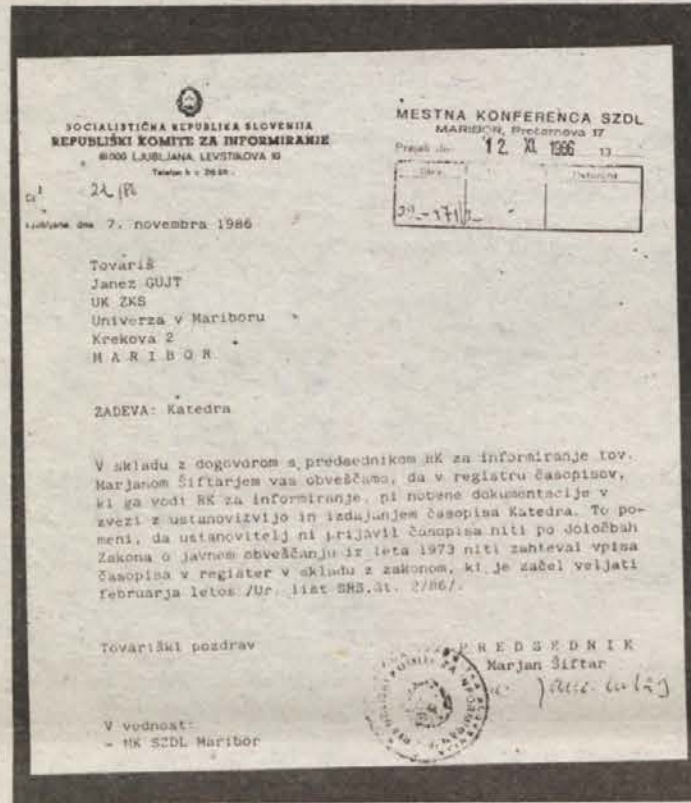 SOCIALISTIČNA REPUBLIKA SLOVENIJA
REPUBLIŠKI KOMITE ZA INFORMIRANJE
61000 LJUBLJANA, LEVSTIKOVA 10
Telefon h. c.
Ljubljana, dne 7. novembra 1986
MESTNA KONFERENCA SZDL
MARIBOR, Prečernova 17
12. XI. 1986
Tovariš
Janez GUJT
UK ZKS
Univerza v Mariboru
Krekova 2
M A R I B O R
ZADEVA: Katedra
V skladu z dogovorom s predsednikom RK za informiranje tov.
Marjanom Šiftarjem vas obveščamo, da v registru časopisov,
ki ga vodi RK za informiranje, ni nobene dokumentacije v
zvezi z ustanovitvijo in izdajanjem časopisa Katedra. To po-
meni, da ustanovitelj ni prijavil časopisa niti po določbah
Zakona o javnem obveščanju iz leta 1973 niti zahteval vpisa
časopisa v register v skladu z zakonom, ki je začel veljati
februarja letos /Ur. list SRS,št. 2/86/.
Tovariški pozdrav
P R E D S E D N I K
Marjan Šiftar
V vednost:
- MK SZDL Maribor